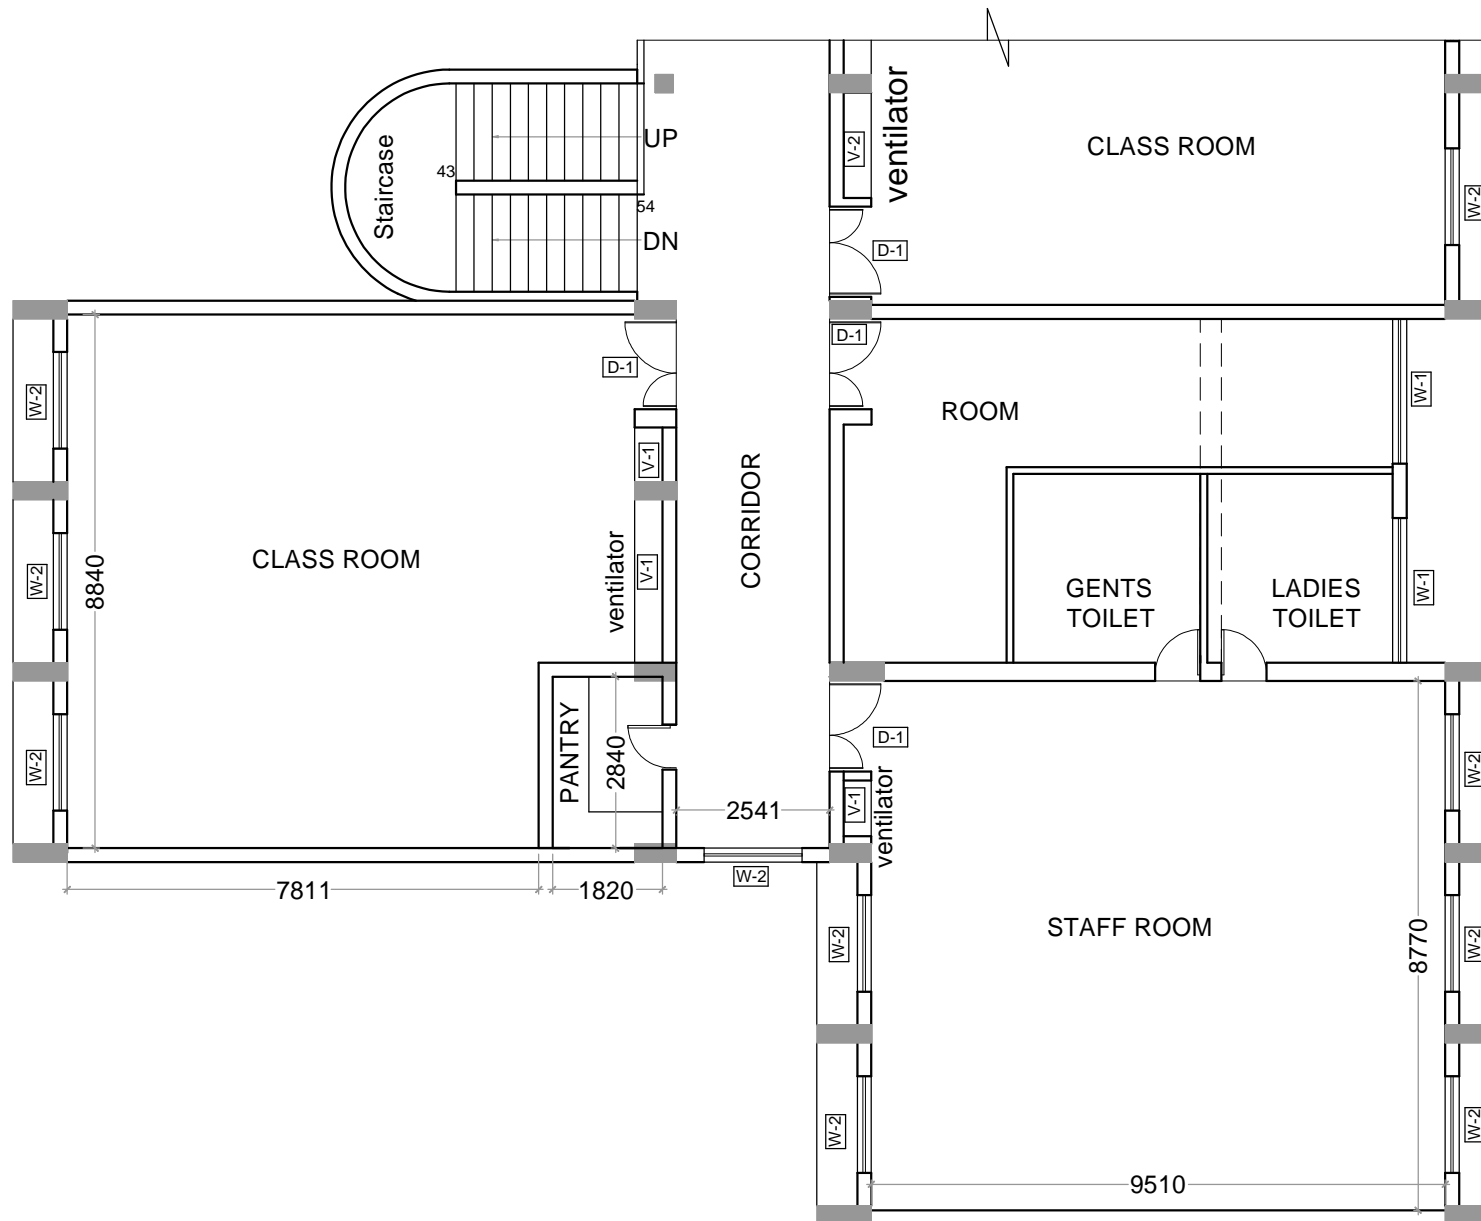 ventilator
V-2
CLASS ROOM
W-2
UP
Staircase
43
54
DN
D-1
D-1
D-1
ROOM
W-1
W-2
V-1
CORRIDOR
CLASS ROOM
8840
ventilator
V-1
W-2
GENTS
TOILET
LADIES
TOILET
W-1
PANTRY
2840
W-2
D-1
W-2
2541
V-1
ventilator
7811
1820
W-2
STAFF ROOM
8770
W-2
W-2
W-2
W-2
9510